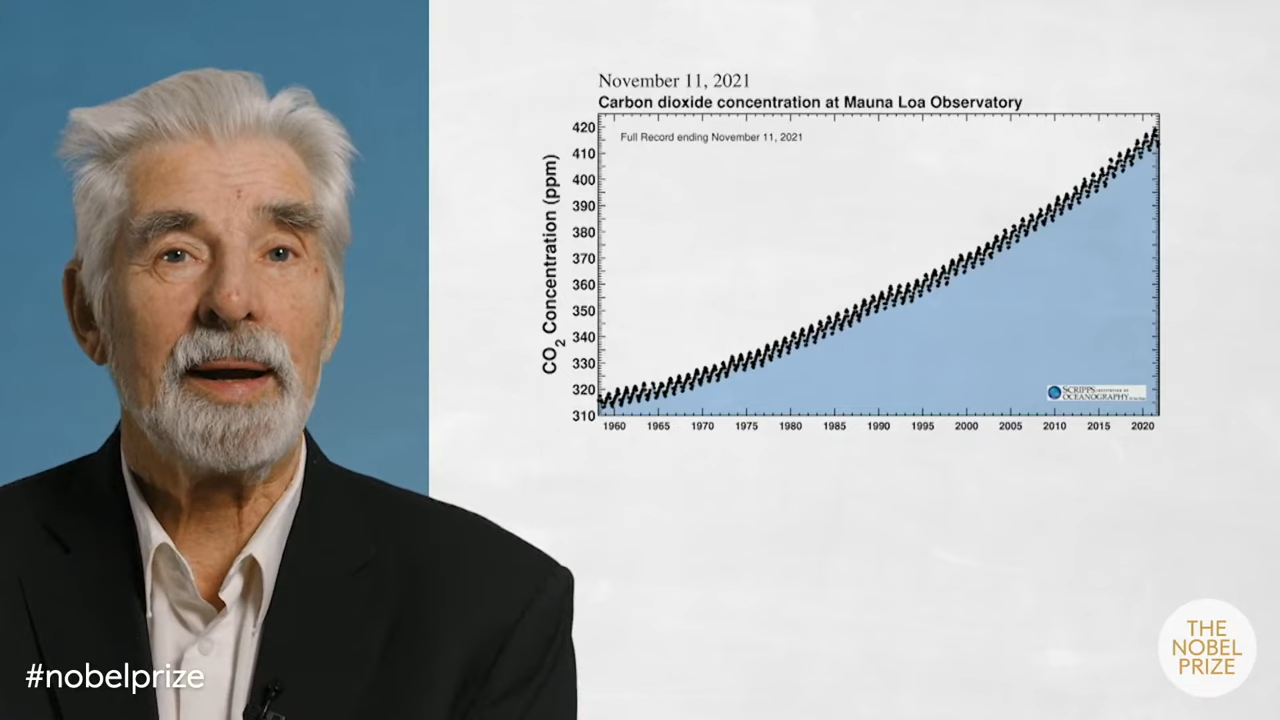 November 11, 2021
Carbon dioxide concentration at Mauna Loa Observatory
Full Record ending November 11, 2021
CO2 Concentration (ppm)
420
410
400
390
380
370
360
350
340
330
320
310
1960 1965 1970 1975 1980 1985 1990 1995 2000 2005 2010 2015 2020
SCRIPPS INSTITUTION OF
OCEANOGRAPHY
#nobelprize
THE
NOBEL
PRIZE